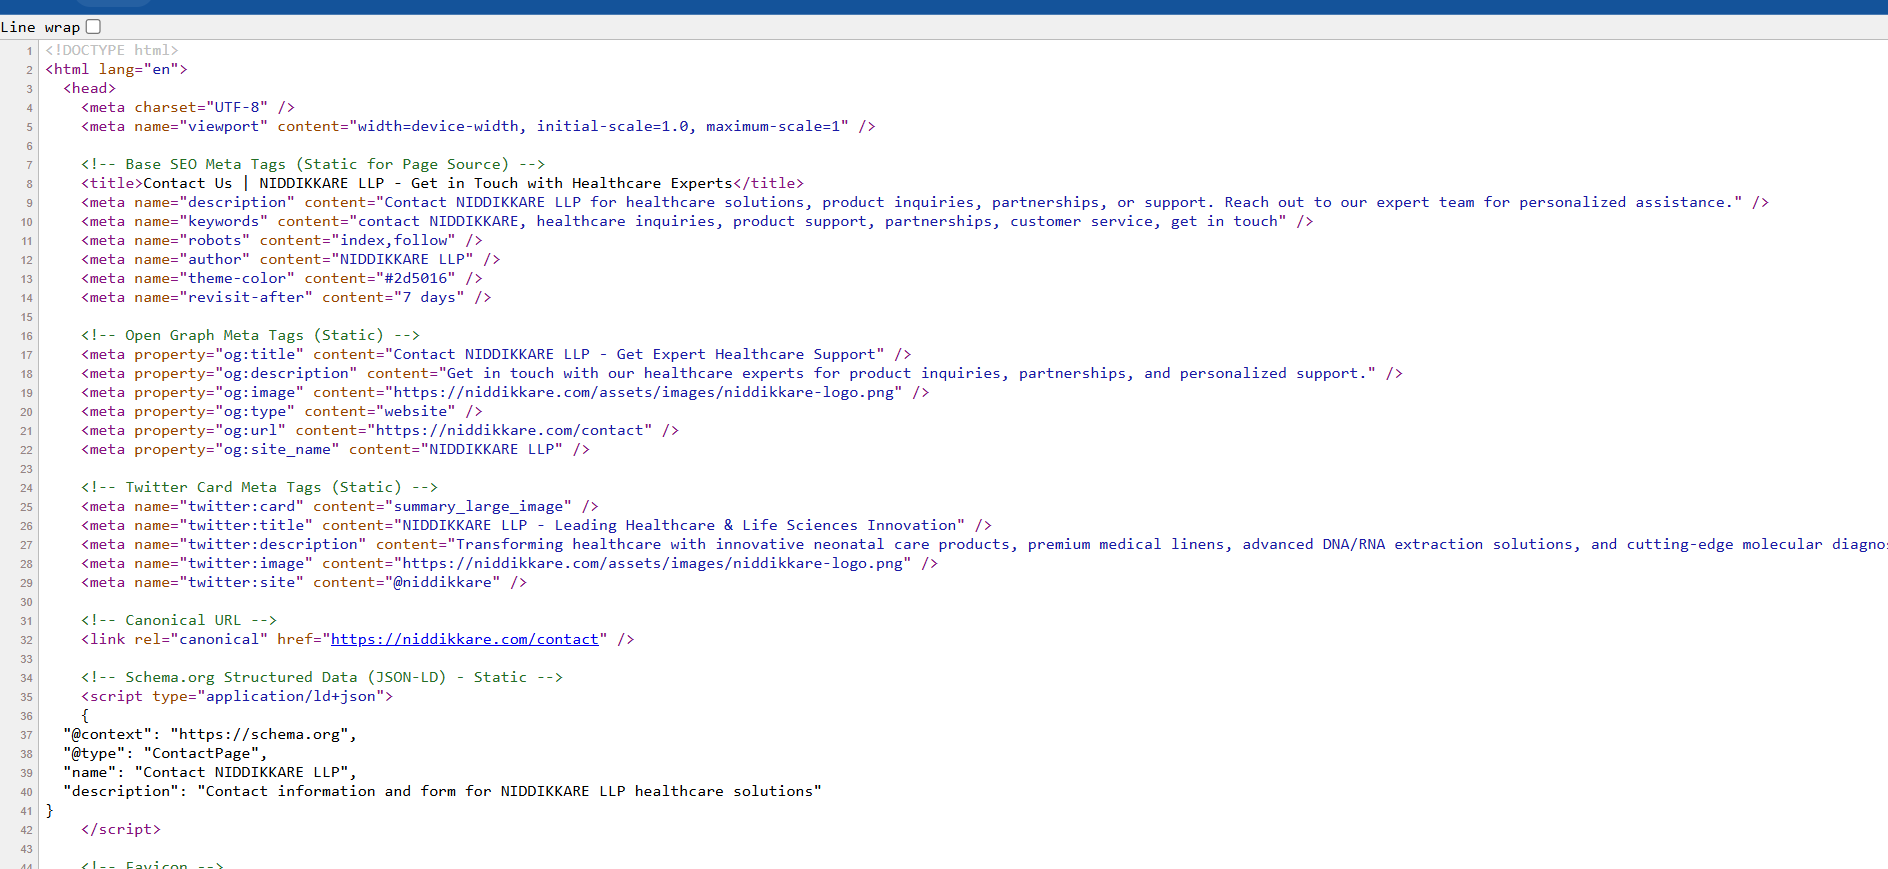 Line wrap
1 <!DOCTYPE html>
2 <html lang="en">
3 <head>
4 <meta charset="UTF-8" />
5 <meta name="viewport" content="width=device-width, initial-scale=1.0, maximum-scale=1" />
6
7 <!-- Base SEO Meta Tags (Static for Page Source) -->
8 <title>Contact Us | NIDDIKKARE LLP - Get in Touch with Healthcare Experts</title>
9 <meta name="description" content="Contact NIDDIKKARE LLP for healthcare solutions, product inquiries, partnerships, or support. Reach out to our expert team for personalized assistance." />
10 <meta name="keywords" content="contact NIDDIKKARE, healthcare inquiries, product support, partnerships, customer service, get in touch" />
11 <meta name="robots" content="index,follow" />
12 <meta name="author" content="NIDDIKKARE LLP" />
13 <meta name="theme-color" content="#2d5016" />
14 <meta name="revisit-after" content="7 days" />
15
16 <!-- Open Graph Meta Tags (Static) -->
17 <meta property="og:title" content="Contact NIDDIKKARE LLP - Get Expert Healthcare Support" />
18 <meta property="og:description" content="Get in touch with our healthcare experts for product inquiries, partnerships, and personalized support." />
19 <meta property="og:image" content="https://niddikkare.com/assets/images/niddikkare-logo.png" />
20 <meta property="og:type" content="website" />
21 <meta property="og:url" content="https://niddikkare.com/contact" />
22 <meta property="og:site_name" content="NIDDIKKARE LLP" />
23
24 <!-- Twitter Card Meta Tags (Static) -->
25 <meta name="twitter:card" content="summary_large_image" />
26 <meta name="twitter:title" content="NIDDIKKARE LLP - Leading Healthcare & Life Sciences Innovation" />
27 <meta name="twitter:description" content="Transforming healthcare with innovative neonatal care products, premium medical linens, advanced DNA/RNA extraction solutions, and cutting-edge molecular diagno
28 <meta name="twitter:image" content="https://niddikkare.com/assets/images/niddikkare-logo.png" />
29 <meta name="twitter:site" content="@niddikkare" />
30
31 <!-- Canonical URL -->
32 <link rel="canonical" href="https://niddikkare.com/contact" />
33
34 <!-- Schema.org Structured Data (JSON-LD) - Static -->
35 <script type="application/ld+json">
36 {
37 "@context": "https://schema.org",
38 "@type": "ContactPage",
39 "name": "Contact NIDDIKKARE LLP",
40 "description": "Contact information and form for NIDDIKKARE LLP healthcare solutions"
41 }
42 </script>
43
44 <!-- Favicon -->